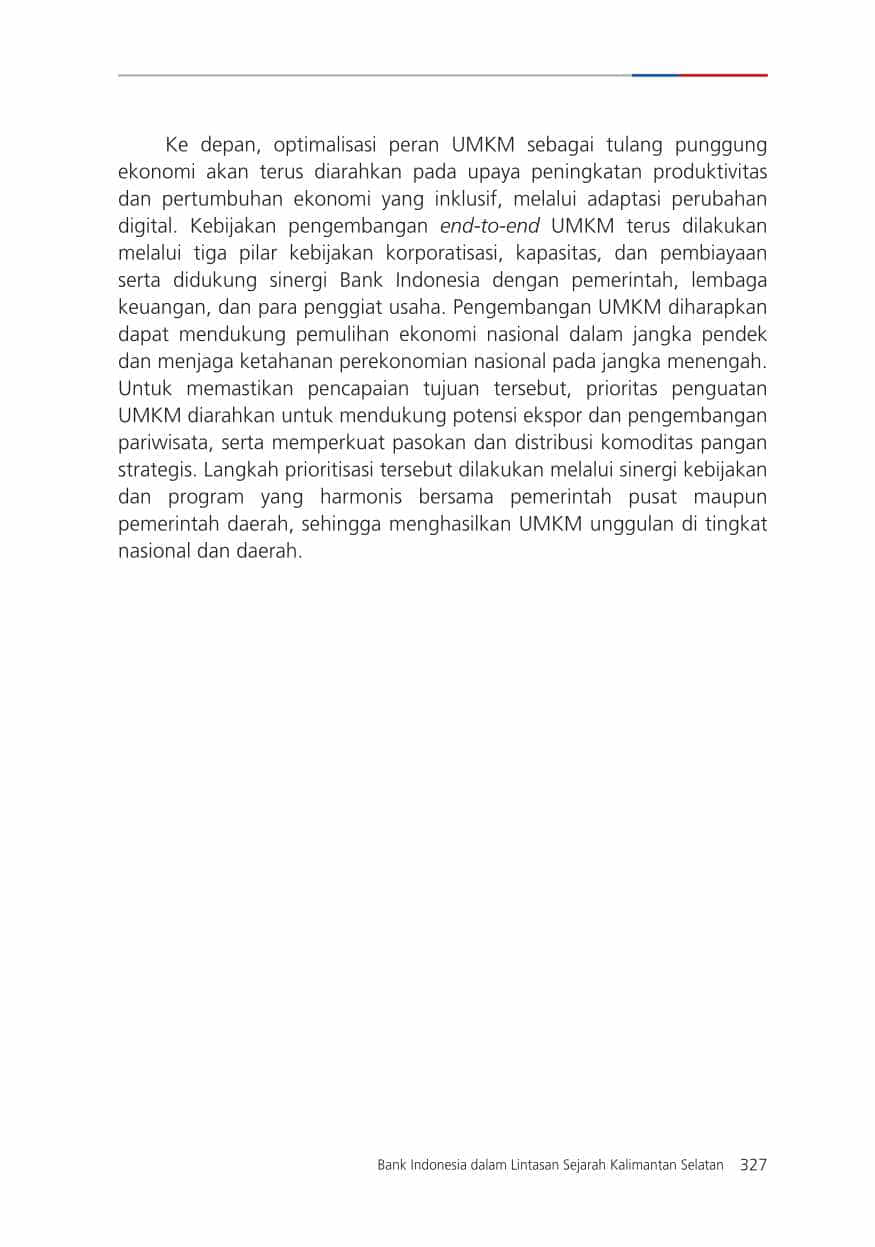 Ke depan, optimalisasi peran UMKM sebagai tulang punggung
ekonomi akan terus diarahkan pada upaya peningkatan produktivitas
dan pertumbuhan ekonomi yang inklusif, melalui adaptasi perubahan
digital. Kebijakan pengembangan end-to-end UMKM terus dilakukan
melalui tiga pilar kebijakan korporatisasi, kapasitas, dan pembiayaan
serta didukung sinergi Bank Indonesia dengan pemerintah, lembaga
keuangan, dan para penggiat usaha. Pengembangan UMKM diharapkan
dapat mendukung pemulihan ekonomi nasional dalam jangka pendek
dan menjaga ketahanan perekonomian nasional pada jangka menengah.
Untuk memastikan pencapaian tujuan tersebut, prioritas penguatan
UMKM diarahkan untuk mendukung potensi ekspor dan pengembangan
pariwisata, serta memperkuat pasokan dan distribusi komoditas pangan
strategis. Langkah prioritisasi tersebut dilakukan melalui sinergi kebijakan
dan program yang harmonis bersama pemerintah pusat maupun
pemerintah daerah, sehingga menghasilkan UMKM unggulan di tingkat
nasional dan daerah.
Bank Indonesia dalam Lintasan Sejarah Kalimantan Selatan 327